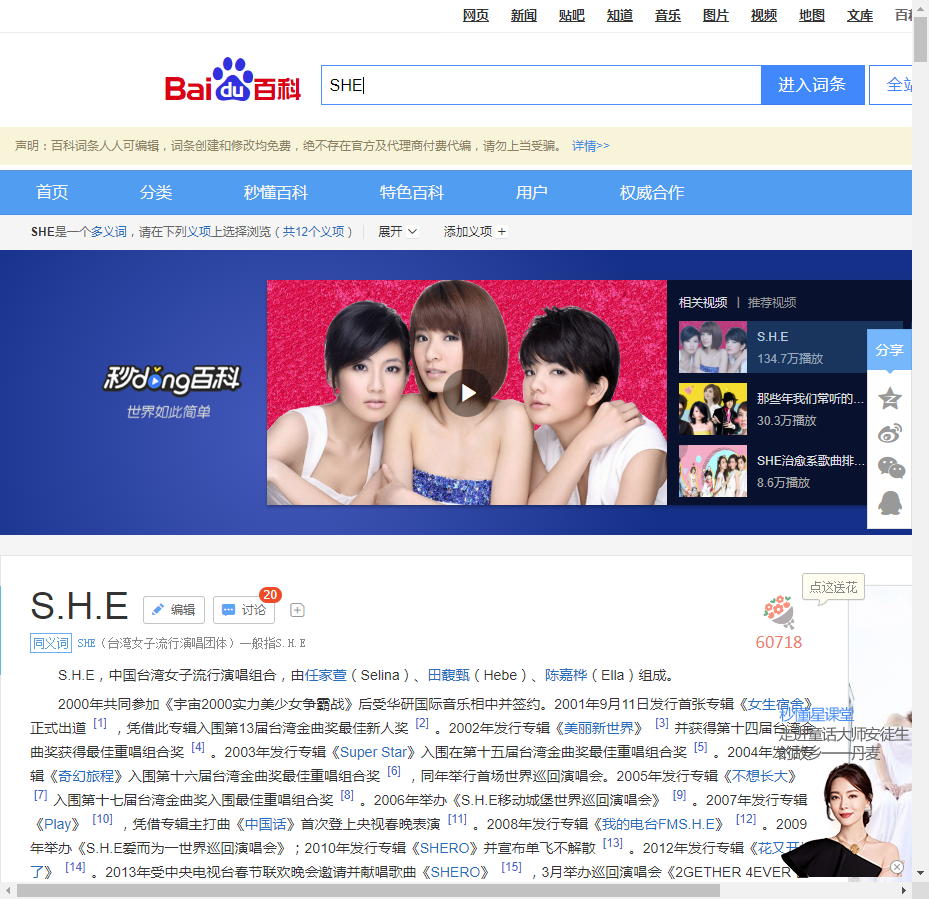 网页 新闻 贴吧 知道 音乐 图片 视频 地图 文库 百科
Bai du 百科
SHE
进入词条
全站
声明：百科词条人人可编辑，词条创建和修改均免费，绝不存在官方及代理商付费代编，请勿上当受骗。 详情>>
首页 分类 秒懂百科 特色百科 用户 权威合作
SHE是一个多义词，请在下列义项上选择浏览（共12个义项） 展开 添加义项 +
秒dong百科
世界如此简单
相关视频 | 推荐视频
S.H.E
134.7万播放
那些年我们常听的...
30.3万播放
SHE治愈系歌曲排...
8.6万播放
分享
S.H.E 编辑 讨论 20
点这送花
60718
同义词 SHE（台湾女子流行演唱团体）一般指S.H.E
S.H.E，中国台湾女子流行演唱组合，由任家萱（Selina）、田馥甄（Hebe）、陈嘉桦（Ella）组成。
2000年共同参加《宇宙2000实力美少女争霸战》后受华研国际音乐相中并签约。2001年9月11日发行首张专辑《女生宿舍》
正式出道 [1] ，凭借此专辑入围第13届台湾金曲奖最佳新人奖 [2] 。2002年发行专辑《美丽新世界》 [3] 并获得第十四届台湾金
曲奖获得最佳重唱组合奖 [4] 。2003年发行专辑《Super Star》入围在第十五届台湾金曲奖最佳重唱组合奖 [5] 。2004年发行专
辑《奇幻旅程》入围第十六届台湾金曲奖最佳重唱组合奖 [6] ，同年举行首场世界巡回演唱会。2005年发行专辑《不想长大》
[7] 入围第十七届台湾金曲奖入围最佳重唱组合奖 [8] 。2006年举办《S.H.E移动城堡世界巡回演唱会》 [9] 。2007年发行专辑
《Play》 [10] ，凭借专辑主打曲《中国话》首次登上央视春晚表演 [11] 。2008年发行专辑《我的电台FMS.H.E》 [12] 。2009
年举办《S.H.E爱而为一世界巡回演唱会》；2010年发行专辑《SHERO》并宣布单飞不解散 [13] 。2012年发行专辑《花又开好
了》 [14] 。2013年受中央电视台春节联欢晚会邀请并献唱歌曲《SHERO》 [15] ，3月举办巡回演唱会《2GETHER 4EVER
秒懂星课堂
走进童话大师安徒生
的故乡——丹麦